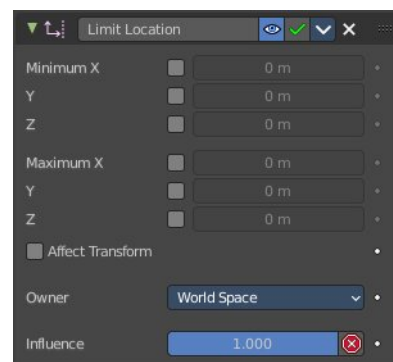 Limit Location
Minimum X 0 m
Y 0 m
Z 0 m
Maximum X 0 m
Y 0 m
Z 0 m
Affect Transform
Owner World Space
Influence 1.000